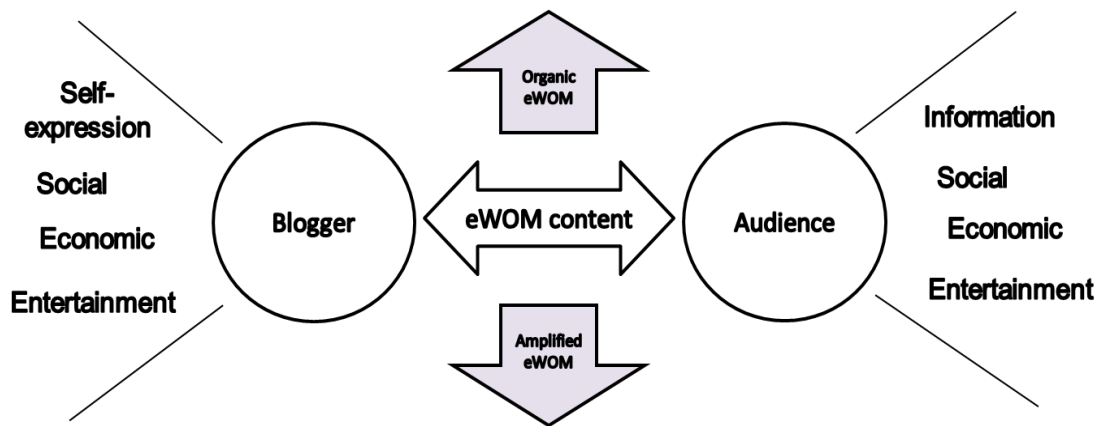 Self-
expression
Social
Economic
Entertainment
Blogger
Organic
eWOM
eWOM content
Amplified
eWOM
Audience
Information
Social
Economic
Entertainment